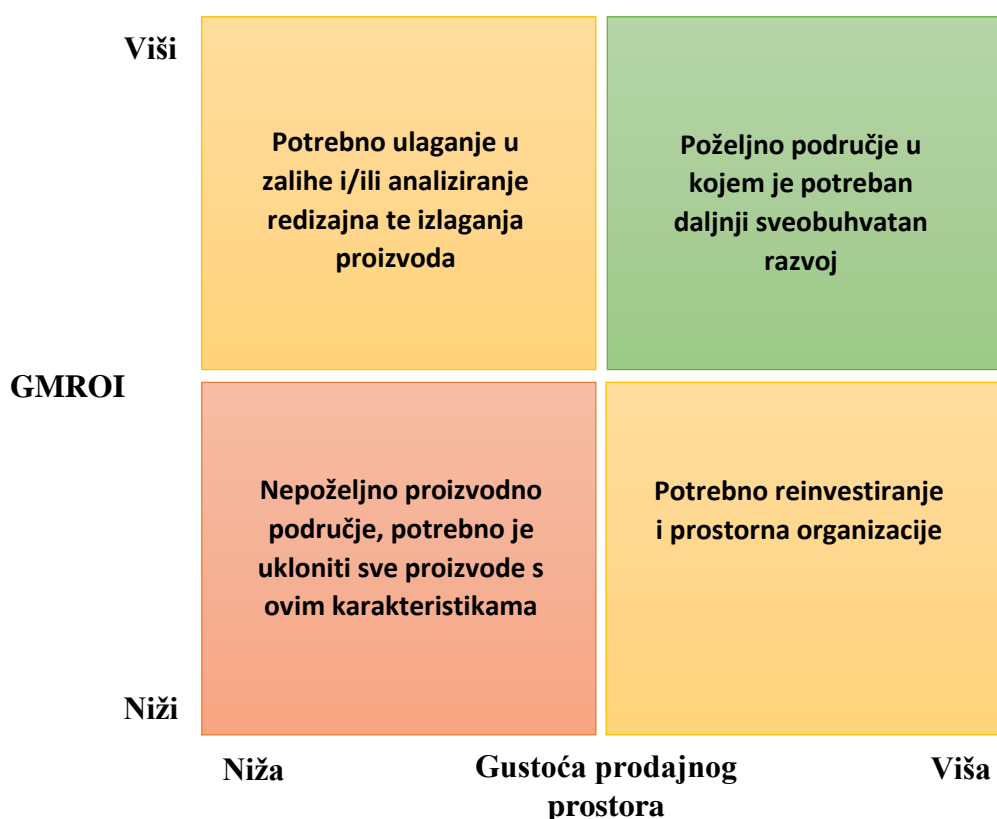 Viši
Potrebno ulaganje u
zalihe i/ili analiziranje
redizajna te izlaganja
proizvoda
Poželjno područje u
kojem je potreban
daljnji sveobuhvatan
razvoj
GMROI
Nepoželjno proizvodno
područje, potrebno je
ukloniti sve proizvode s
ovim karakteristikama
Potrebno reinvestiranje
i prostorna organizacije
Niži
Niža
Gustoća prodajnog
prostora
Viša